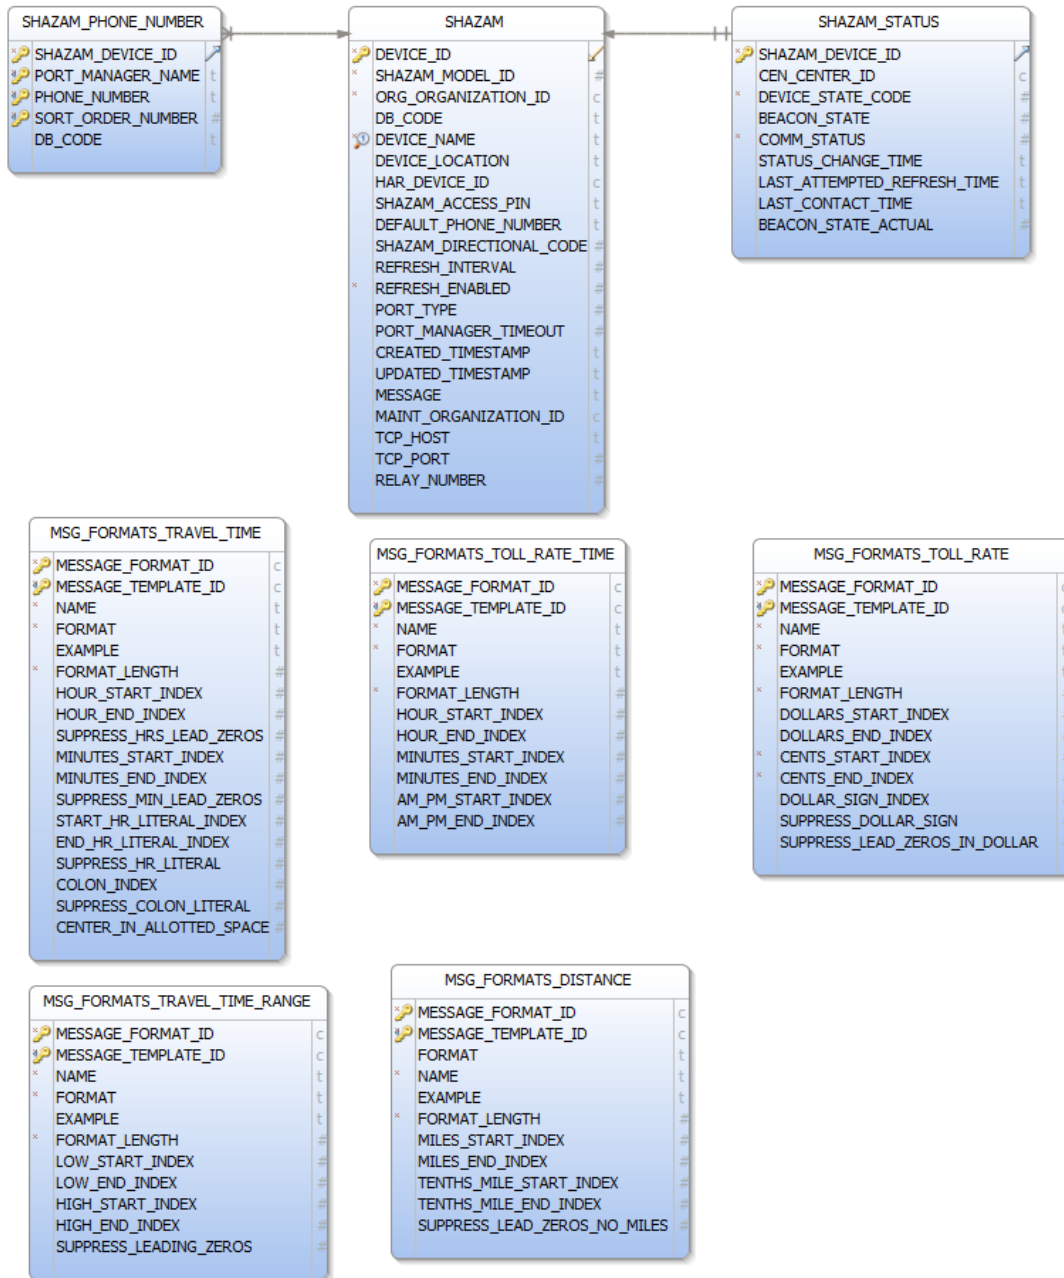 SHAZAM_PHONE_NUMBER
SHAZAM_DEVICE_ID
PORT_MANAGER_NAME t
PHONE_NUMBER t
SORT_ORDER_NUMBER #
DB_CODE t
SHAZAM
DEVICE_ID
SHAZAM_MODEL_ID #
ORG_ORGANIZATION_ID c
DB_CODE t
DEVICE_NAME t
DEVICE_LOCATION t
HAR_DEVICE_ID c
SHAZAM_ACCESS_PIN t
DEFAULT_PHONE_NUMBER t
SHAZAM_DIRECTIONAL_CODE #
REFRESH_INTERVAL #
REFRESH_ENABLED #
PORT_TYPE #
PORT_MANAGER_TIMEOUT #
CREATED_TIMESTAMP t
UPDATED_TIMESTAMP t
MESSAGE t
MAINT_ORGANIZATION_ID c
TCP_HOST t
TCP_PORT #
RELAY_NUMBER #
SHAZAM_STATUS
SHAZAM_DEVICE_ID
CEN_CENTER_ID c
DEVICE_STATE_CODE #
BEACON_STATE #
COMM_STATUS #
STATUS_CHANGE_TIME t
LAST_ATTEMPTED_REFRESH_TIME t
LAST_CONTACT_TIME t
BEACON_STATE_ACTUAL #
MSG_FORMATS_TRAVEL_TIME
MESSAGE_FORMAT_ID c
MESSAGE_TEMPLATE_ID c
NAME t
FORMAT t
EXAMPLE t
FORMAT_LENGTH #
HOUR_START_INDEX #
HOUR_END_INDEX #
SUPPRESS_HRS_LEAD_ZEROS #
MINUTES_START_INDEX #
MINUTES_END_INDEX #
SUPPRESS_MIN_LEAD_ZEROS #
START_HR_LITERAL_INDEX #
END_HR_LITERAL_INDEX #
SUPPRESS_HR_LITERAL #
COLON_INDEX #
SUPPRESS_COLON_LITERAL #
CENTER_IN_ALLOTTED_SPACE #
MSG_FORMATS_TOLL_RATE_TIME
MESSAGE_FORMAT_ID c
MESSAGE_TEMPLATE_ID c
NAME t
FORMAT t
EXAMPLE t
FORMAT_LENGTH #
HOUR_START_INDEX #
HOUR_END_INDEX #
MINUTES_START_INDEX #
MINUTES_END_INDEX #
AM_PM_START_INDEX #
AM_PM_END_INDEX #
MSG_FORMATS_TOLL_RATE
MESSAGE_FORMAT_ID
MESSAGE_TEMPLATE_ID
NAME
FORMAT
EXAMPLE
FORMAT_LENGTH
DOLLARS_START_INDEX
DOLLARS_END_INDEX
CENTS_START_INDEX
CENTS_END_INDEX
DOLLAR_SIGN_INDEX
SUPPRESS_DOLLAR_SIGN
SUPPRESS_LEAD_ZEROS_IN_DOLLAR
MSG_FORMATS_TRAVEL_TIME_RANGE
MESSAGE_FORMAT_ID c
MESSAGE_TEMPLATE_ID c
NAME t
FORMAT t
EXAMPLE t
FORMAT_LENGTH #
LOW_START_INDEX #
LOW_END_INDEX #
HIGH_START_INDEX #
HIGH_END_INDEX #
SUPPRESS_LEADING_ZEROS #
MSG_FORMATS_DISTANCE
MESSAGE_FORMAT_ID c
MESSAGE_TEMPLATE_ID c
FORMAT t
NAME t
EXAMPLE t
FORMAT_LENGTH #
MILES_START_INDEX #
MILES_END_INDEX #
TENTHS_MILE_START_INDEX #
TENTHS_MILE_END_INDEX #
SUPPRESS_LEAD_ZEROS_NO_MILES #